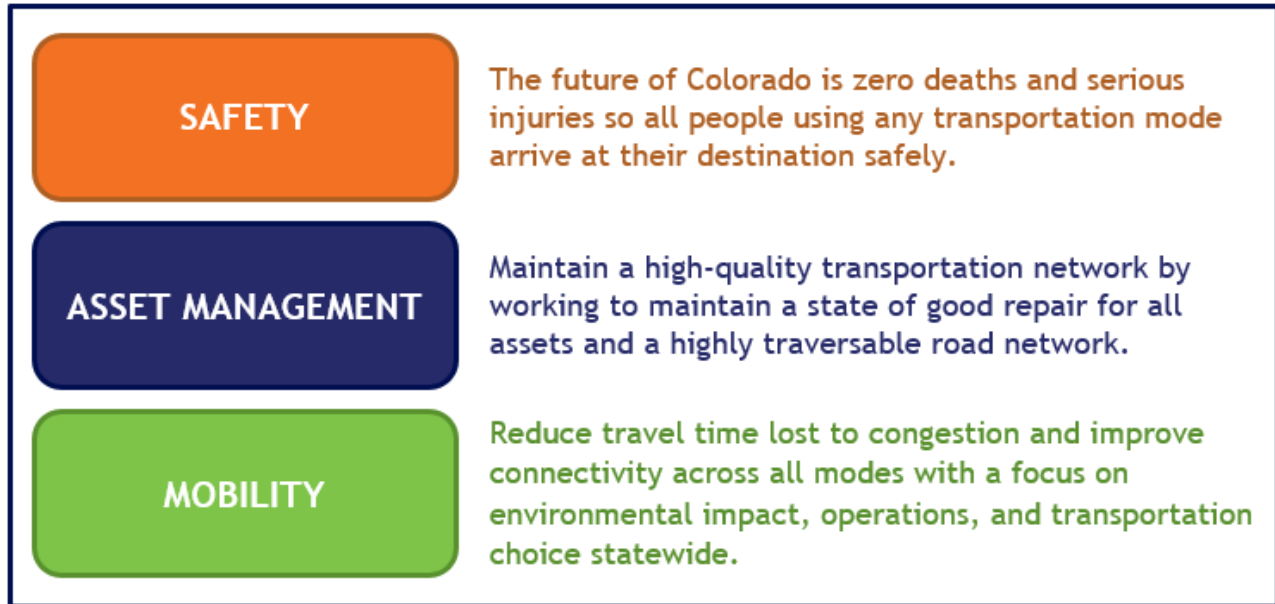 SAFETY
The future of Colorado is zero deaths and serious
injuries so all people using any transportation mode
arrive at their destination safely.
ASSET MANAGEMENT
Maintain a high-quality transportation network by
working to maintain a state of good repair for all
assets and a highly traversable road network.
MOBILITY
Reduce travel time lost to congestion and improve
connectivity across all modes with a focus on
environmental impact, operations, and transportation
choice statewide.